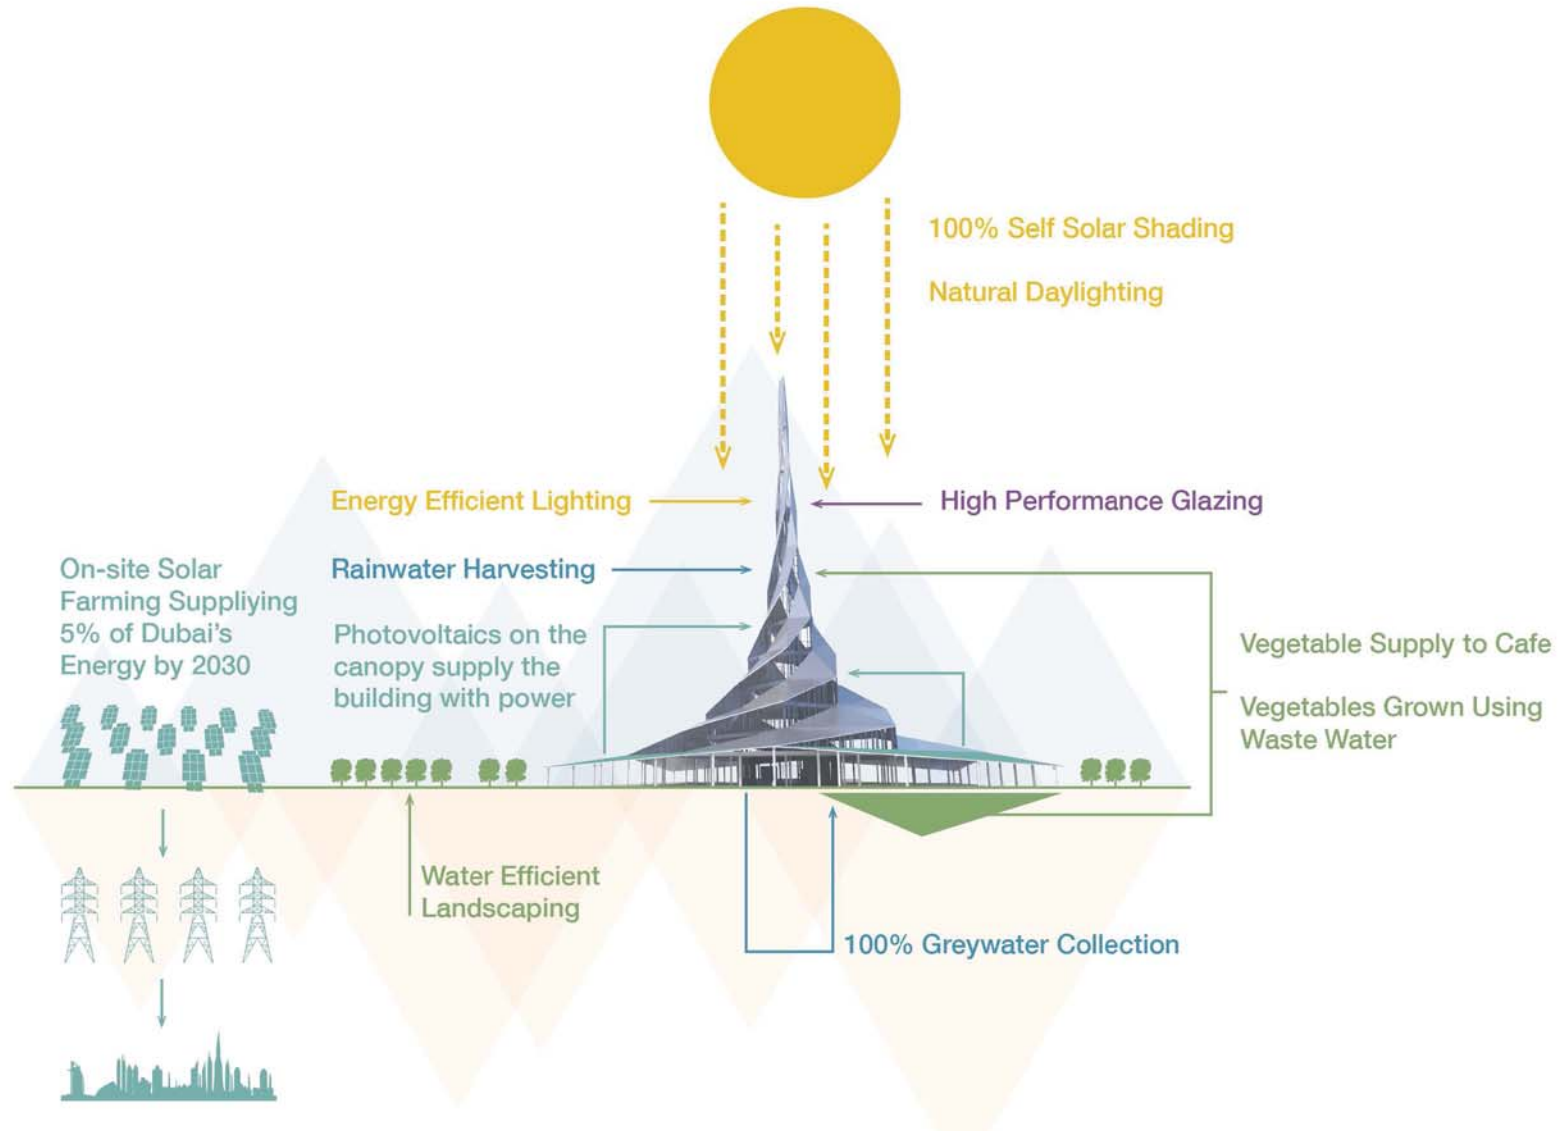 100% Self Solar Shading
Natural Daylighting
Energy Efficient Lighting
High Performance Glazing
On-site Solar
Farming Suppliying
5% of Dubai's
Energy by 2030
Rainwater Harvesting
Photovoltaics on the
canopy supply the
building with power
Vegetable Supply to Cafe
Vegetables Grown Using
Waste Water
Water Efficient
Landscaping
100% Greywater Collection